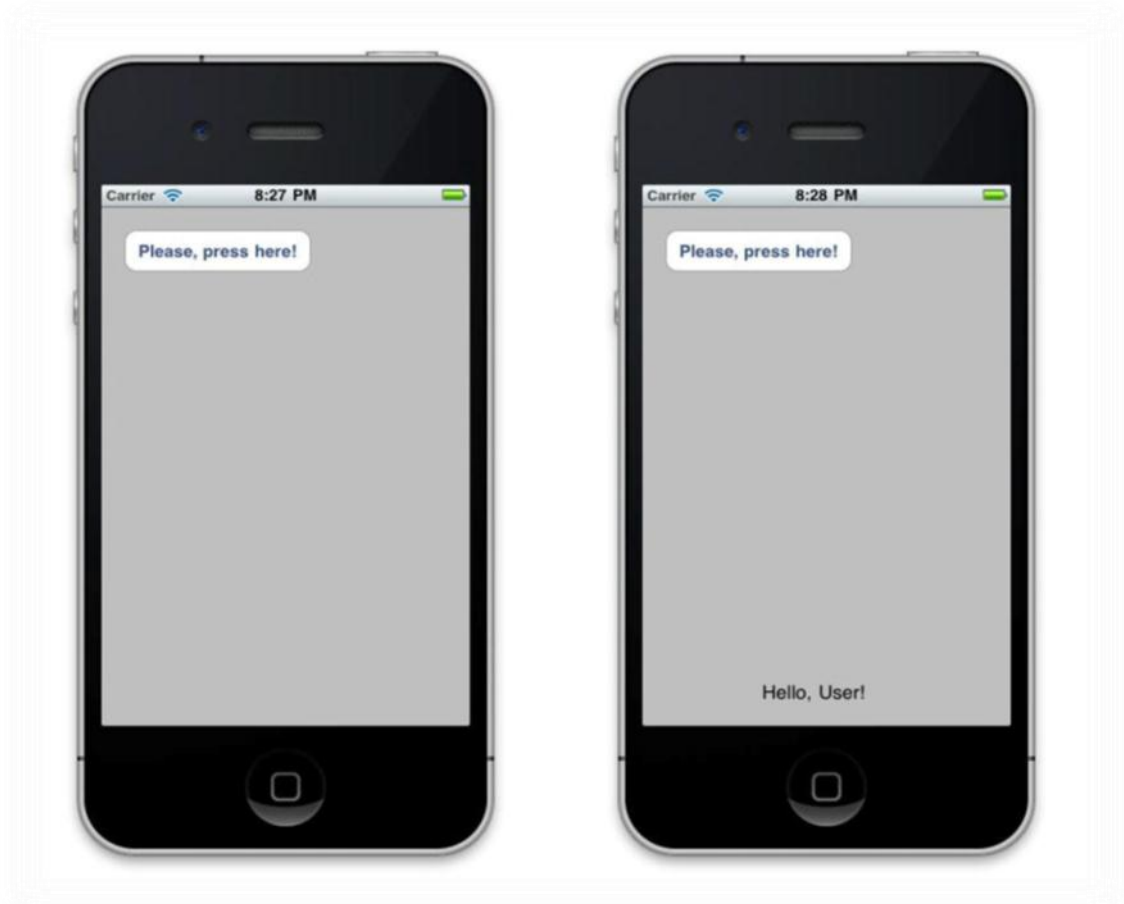 Carrier 8:27 PM
Please, press here!
Carrier 8:28 PM
Please, press here!
Hello, User!